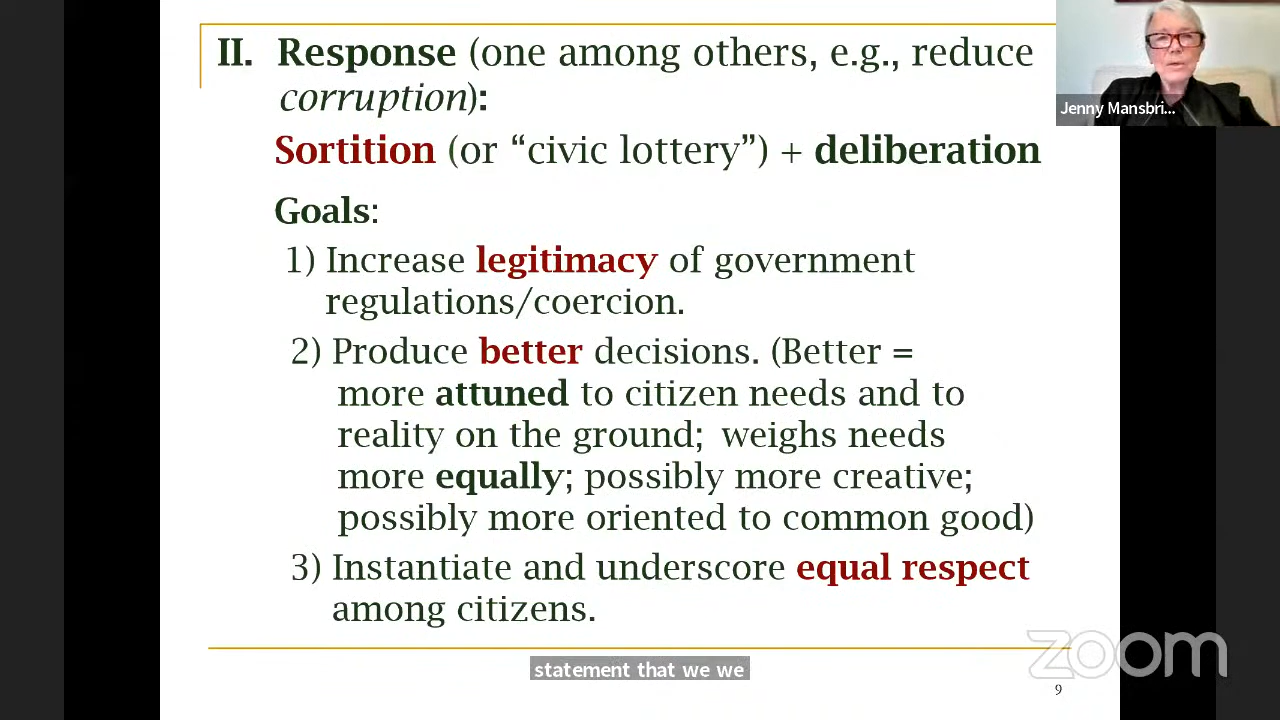 II. Response (one among others, e.g., reduce
corruption):
Sortition (or “civic lottery”) + deliberation
Goals:
1) Increase legitimacy of government
regulations/coercion.
2) Produce better decisions. (Better =
more attuned to citizen needs and to
reality on the ground; weighs needs
more equally; possibly more creative;
possibly more oriented to common good)
3) Instantiate and underscore equal respect
among citizens.
Jenny Mansbri...
statement that we we
zoom
9